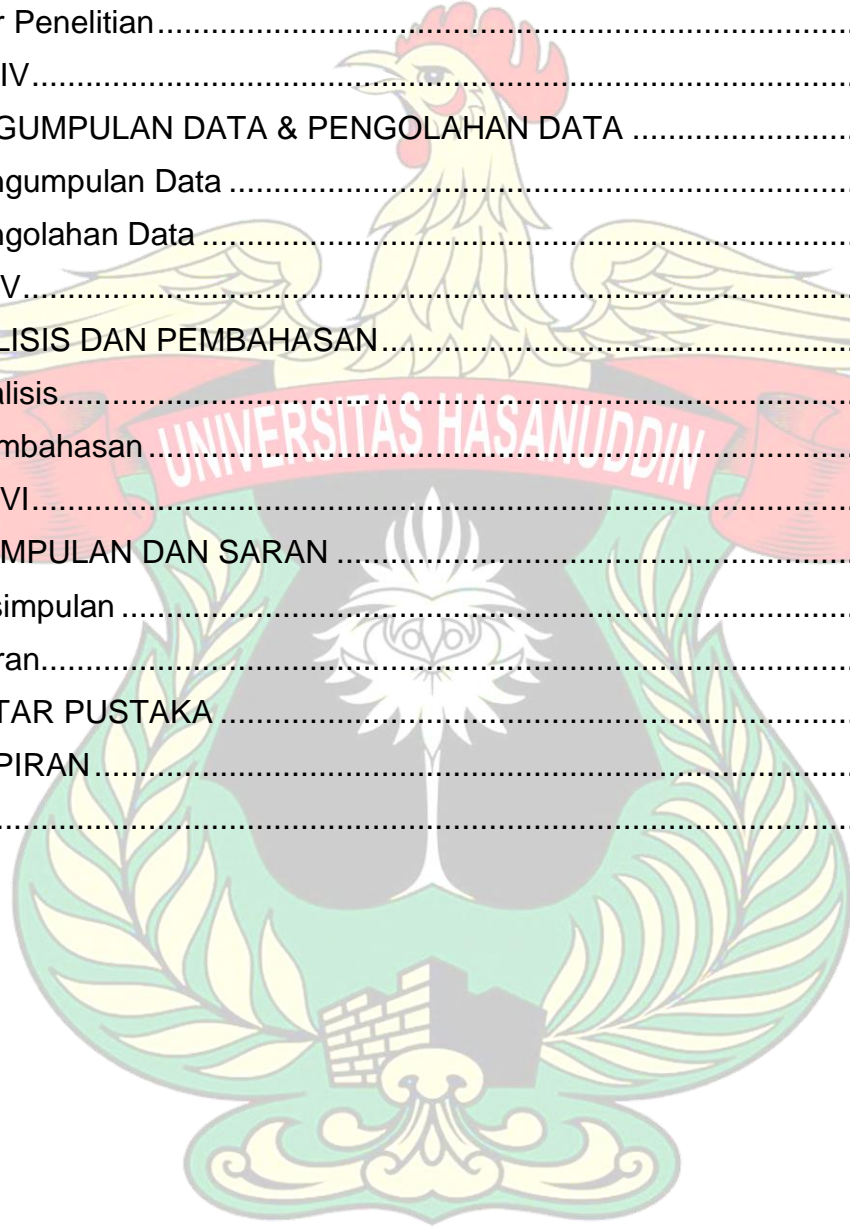 r Penelitian.....................................................................................
IV...................................................................................................
GUMPULAN DATA & PENGOLAHAN DATA ........................
ngumpulan Data .....................................................................
ngolahan Data ........................................................................
V....................................................................................................
LISIS DAN PEMBAHASAN....................................................
alisis................................................................................................
UNIVERSITAS HASANUDDIN
mbahasan ..............................................................................
VI...................................................................................................
MPULAN DAN SARAN .........................................................
simpulan .................................................................................
ran..................................................................................................
TAR PUSTAKA ......................................................................
PIRAN....................................................................................
........................................................................................................